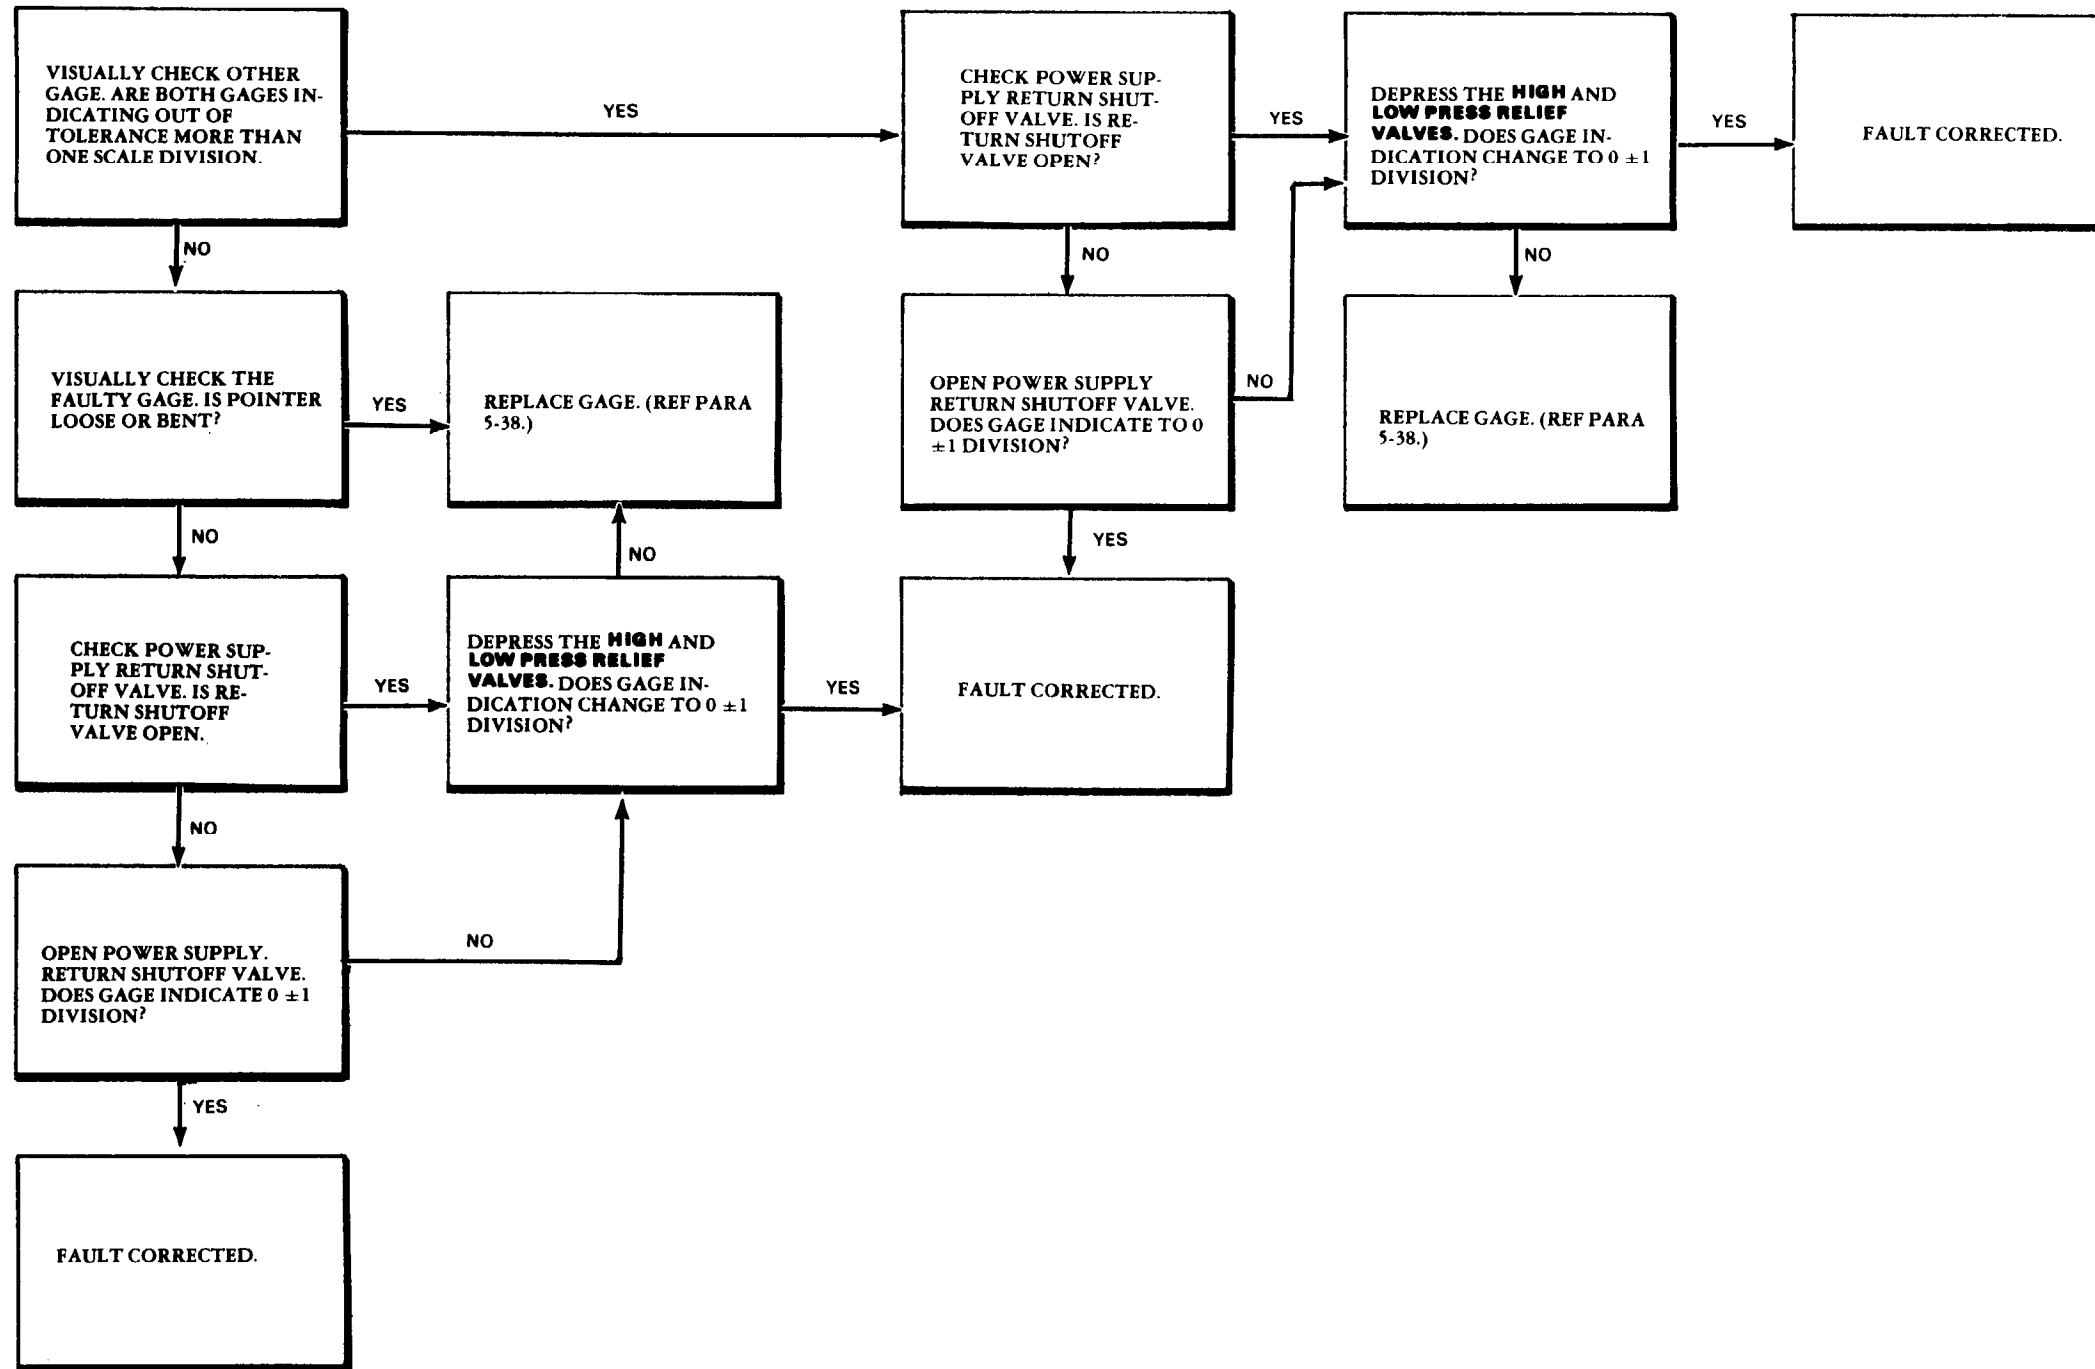 VISUALLY CHECK OTHER
GAGE. ARE BOTH GAGES IN-
DICATING OUT OF
TOLERANCE MORE THAN
ONE SCALE DIVISION.
YES
CHECK POWER SUP-
PLY RETURN SHUT-
OFF VALVE. IS RE-
TURN SHUTOFF
VALVE OPEN?
YES
DEPRESS THE HIGH AND
LOW PRESS RELIEF
VALVES. DOES GAGE IN-
DICATION CHANGE TO 0 ±1
DIVISION?
YES
FAULT CORRECTED.
NO
NO
NO
VISUALLY CHECK THE
FAULTY GAGE. IS POINTER
LOOSE OR BENT?
YES
REPLACE GAGE. (REF PARA
5-38.)
OPEN POWER SUPPLY
RETURN SHUTOFF VALVE.
DOES GAGE INDICATE TO 0
±1 DIVISION?
NO
REPLACE GAGE. (REF PARA
5-38.)
NO
NO
YES
CHECK POWER SUP-
PLY RETURN SHUT-
OFF VALVE. IS RE-
TURN SHUTOFF
VALVE OPEN.
YES
DEPRESS THE HIGH AND
LOW PRESS RELIEF
VALVES. DOES GAGE IN-
DICATION CHANGE TO 0 ±1
DIVISION?
YES
FAULT CORRECTED.
NO
OPEN POWER SUPPLY.
RETURN SHUTOFF VALVE.
DOES GAGE INDICATE 0 ±1
DIVISION?
NO
YES
FAULT CORRECTED.